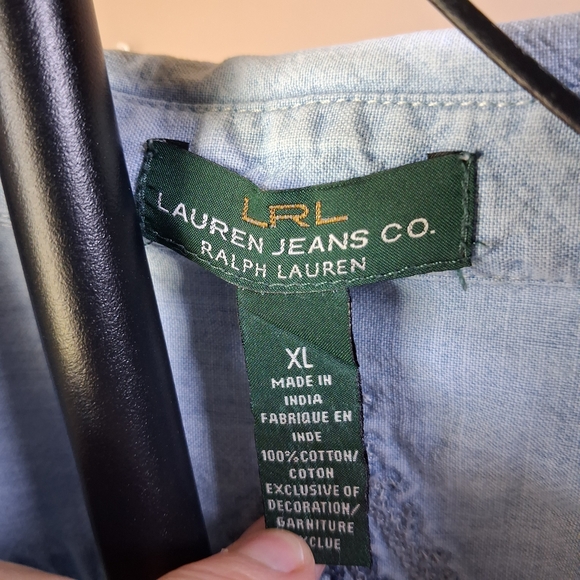 LRL
LAUREN JEANS CO.
RALPH LAUREN
XL
MADE IN
INDIA
FABRIQUE EN
INDE
100%COTTON/
COTON
EXCLUSIVE OF
DECORATION/
GARNITURE